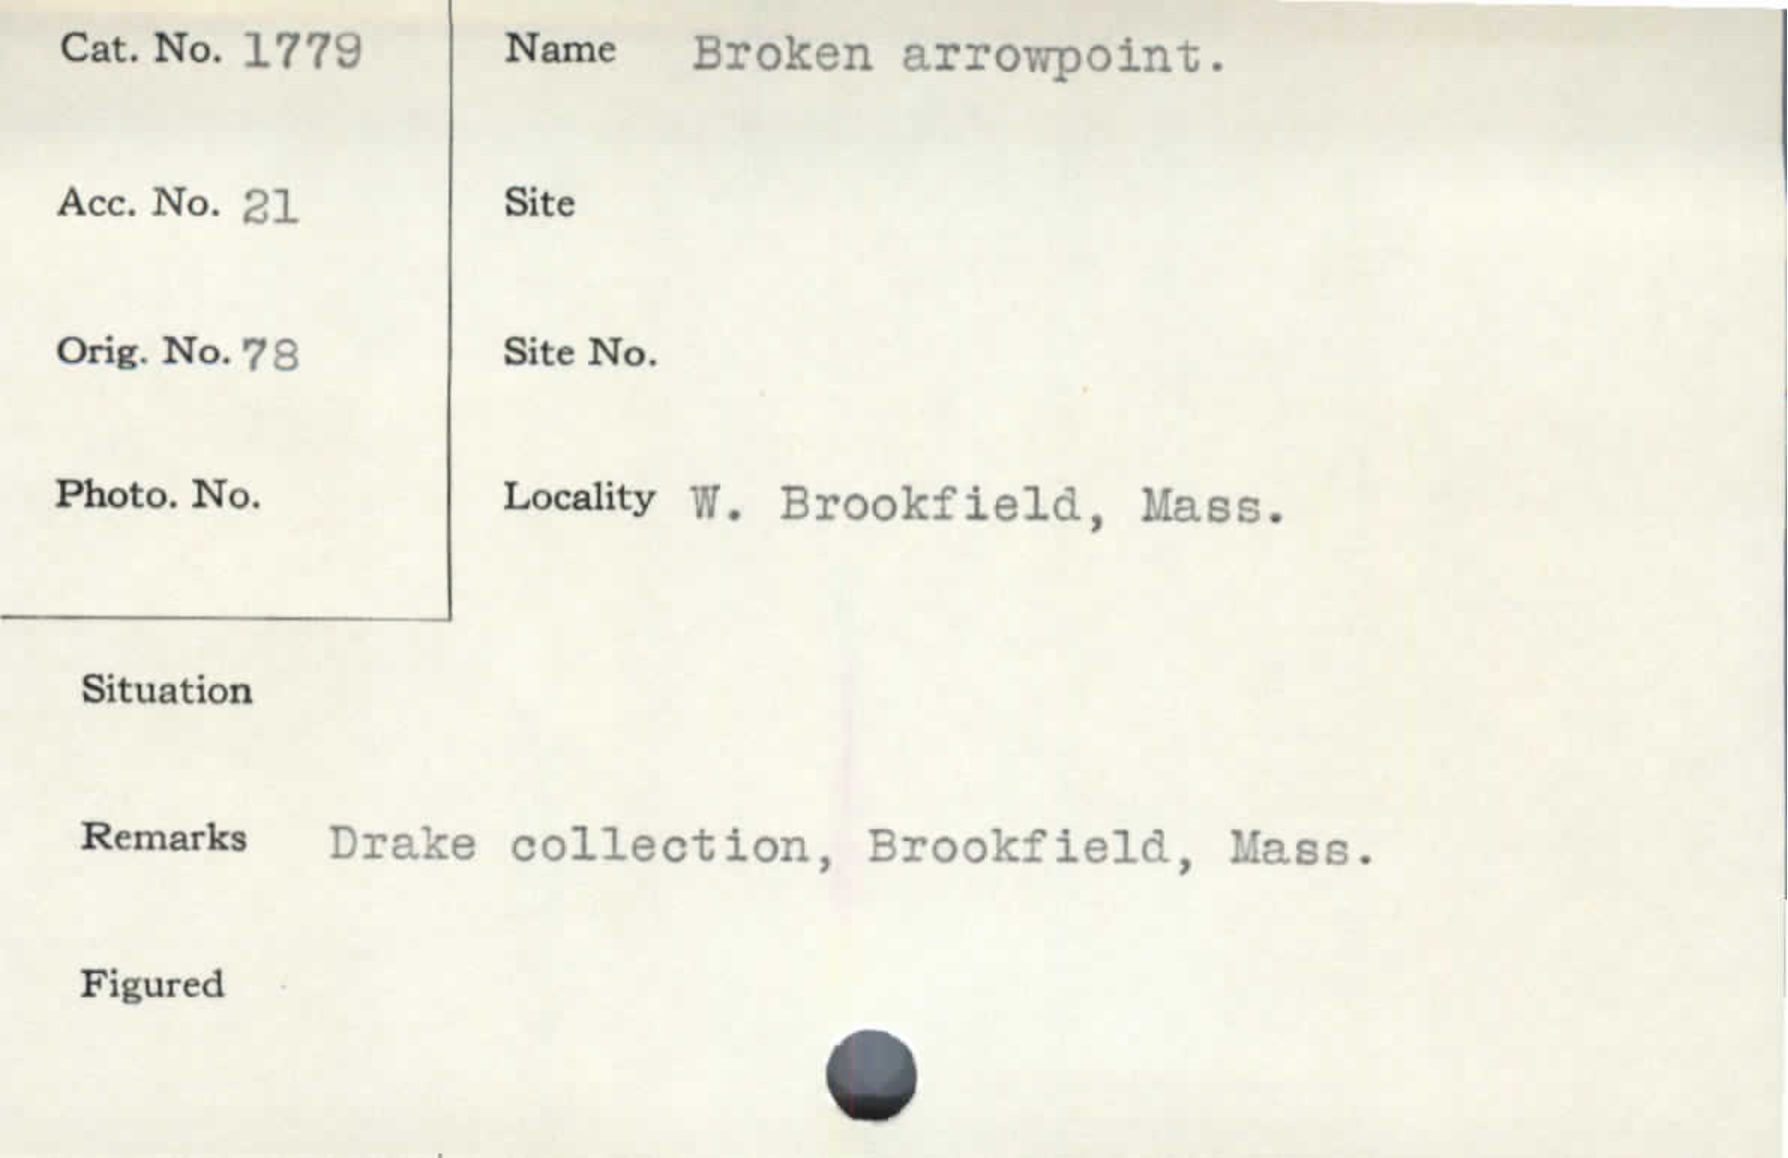 Cat. No. 1779
Name Broken arrowpoint.
Acc. No. 21
Site
Orig. No. 78
Site No.
Photo. No.
Locality W. Brookfield, Mass.
Situation
Remarks Drake collection, Brookfield, Mass.
Figured